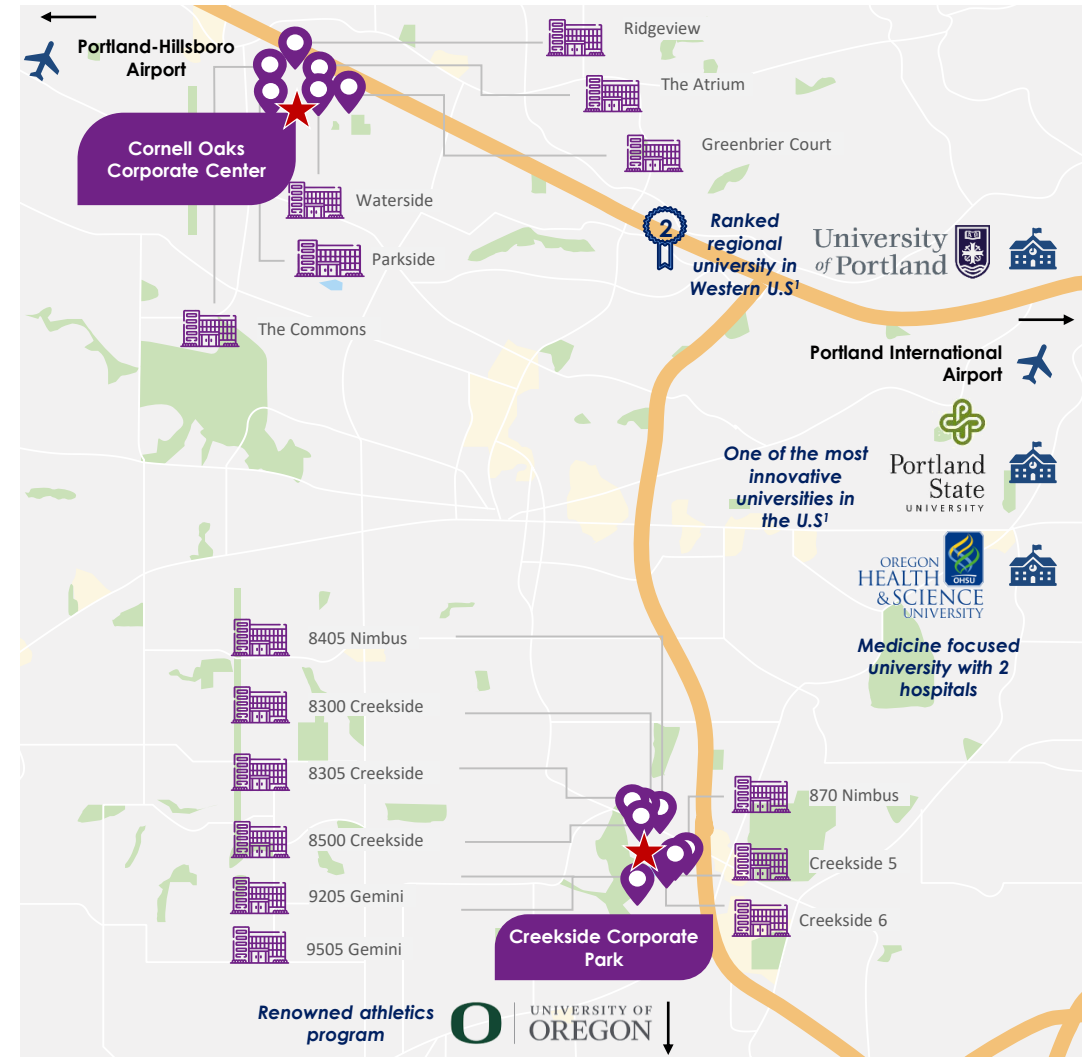 Portland-Hillsboro
Airport
Ridgeview
The Atrium
Greenbrier Court
Cornell Oaks
Corporate Center
Waterside
Parkside
The Commons
2
Ranked
regional
university in
Western U.S¹
University
of Portland
Portland International
Airport
One of the most
innovative
universities in
the U.S¹
Portland
State
UNIVERSITY
OREGON
HEALTH
OHSU
& SCIENCE
UNIVERSITY
Medicine focused
university with 2
hospitals
8405 Nimbus
8300 Creekside
8305 Creekside
8500 Creekside
9205 Gemini
9505 Gemini
870 Nimbus
Creekside 5
Creekside 6
Creekside Corporate
Park
Renowned athletics
program
O
UNIVERSITY OF
OREGON